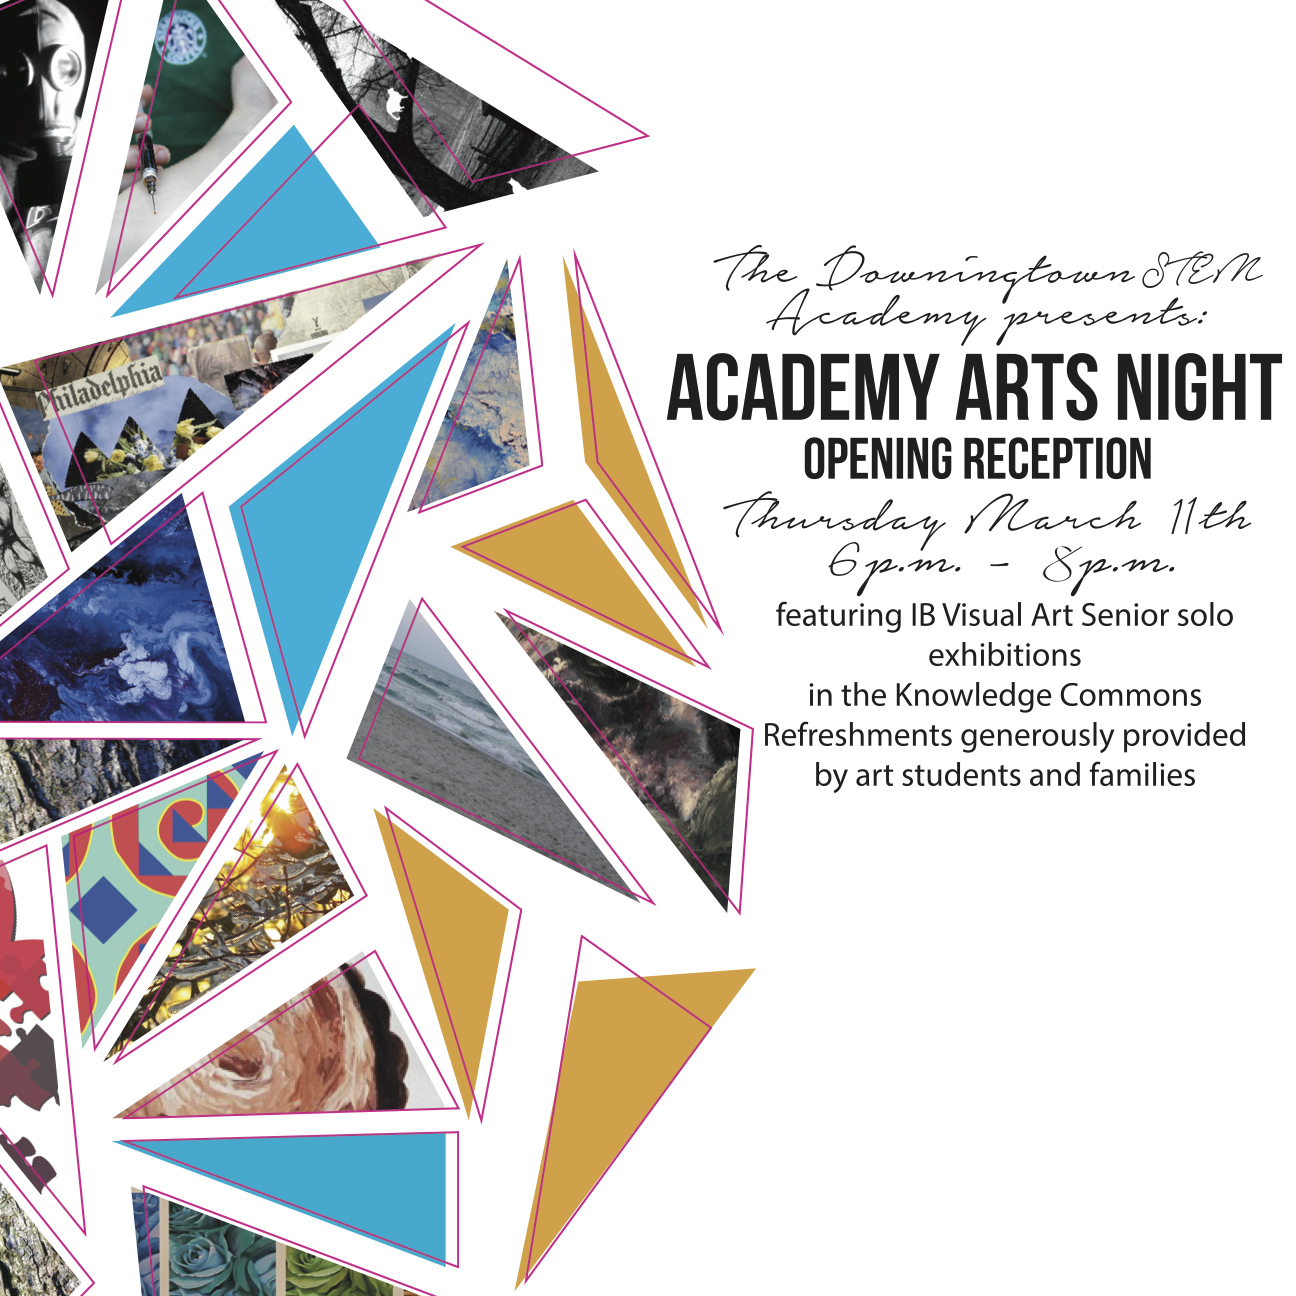 The Downingtown STEM
Academy presents:
ACADEMY ARTS NIGHT
OPENING RECEPTION
Thursday March 11th
6p.m. - 8p.m.
featuring IB Visual Art Senior solo
exhibitions
in the Knowledge Commons
Refreshments generously provided
by art students and families
Philadelphia